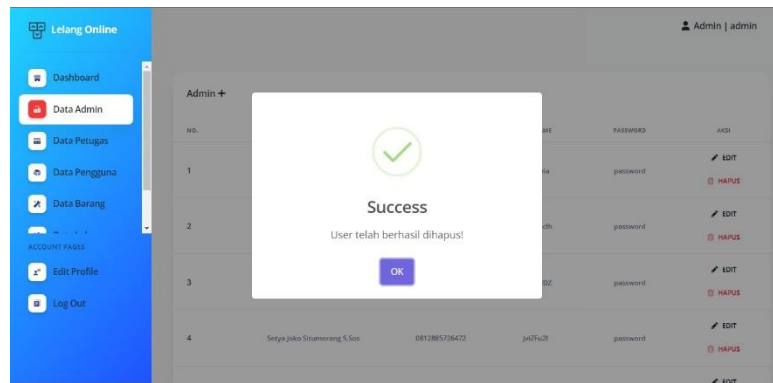 Lelang Online
Admin | admin
Dashboard
Data Admin
Data Petugas
Data Pengguna
Data Barang
ACCOUNT PAGES
Edit Profile
Log Out
Admin +
NO. PASSWORD AKSI
1 password EDIT
HAPUS
2 password EDIT
HAPUS
3 password EDIT
HAPUS
4 Setya Joko Situmorang S.Sos 0812885726472 password EDIT
HAPUS
EDIT
Success
User telah berhasil dihapus!
OK